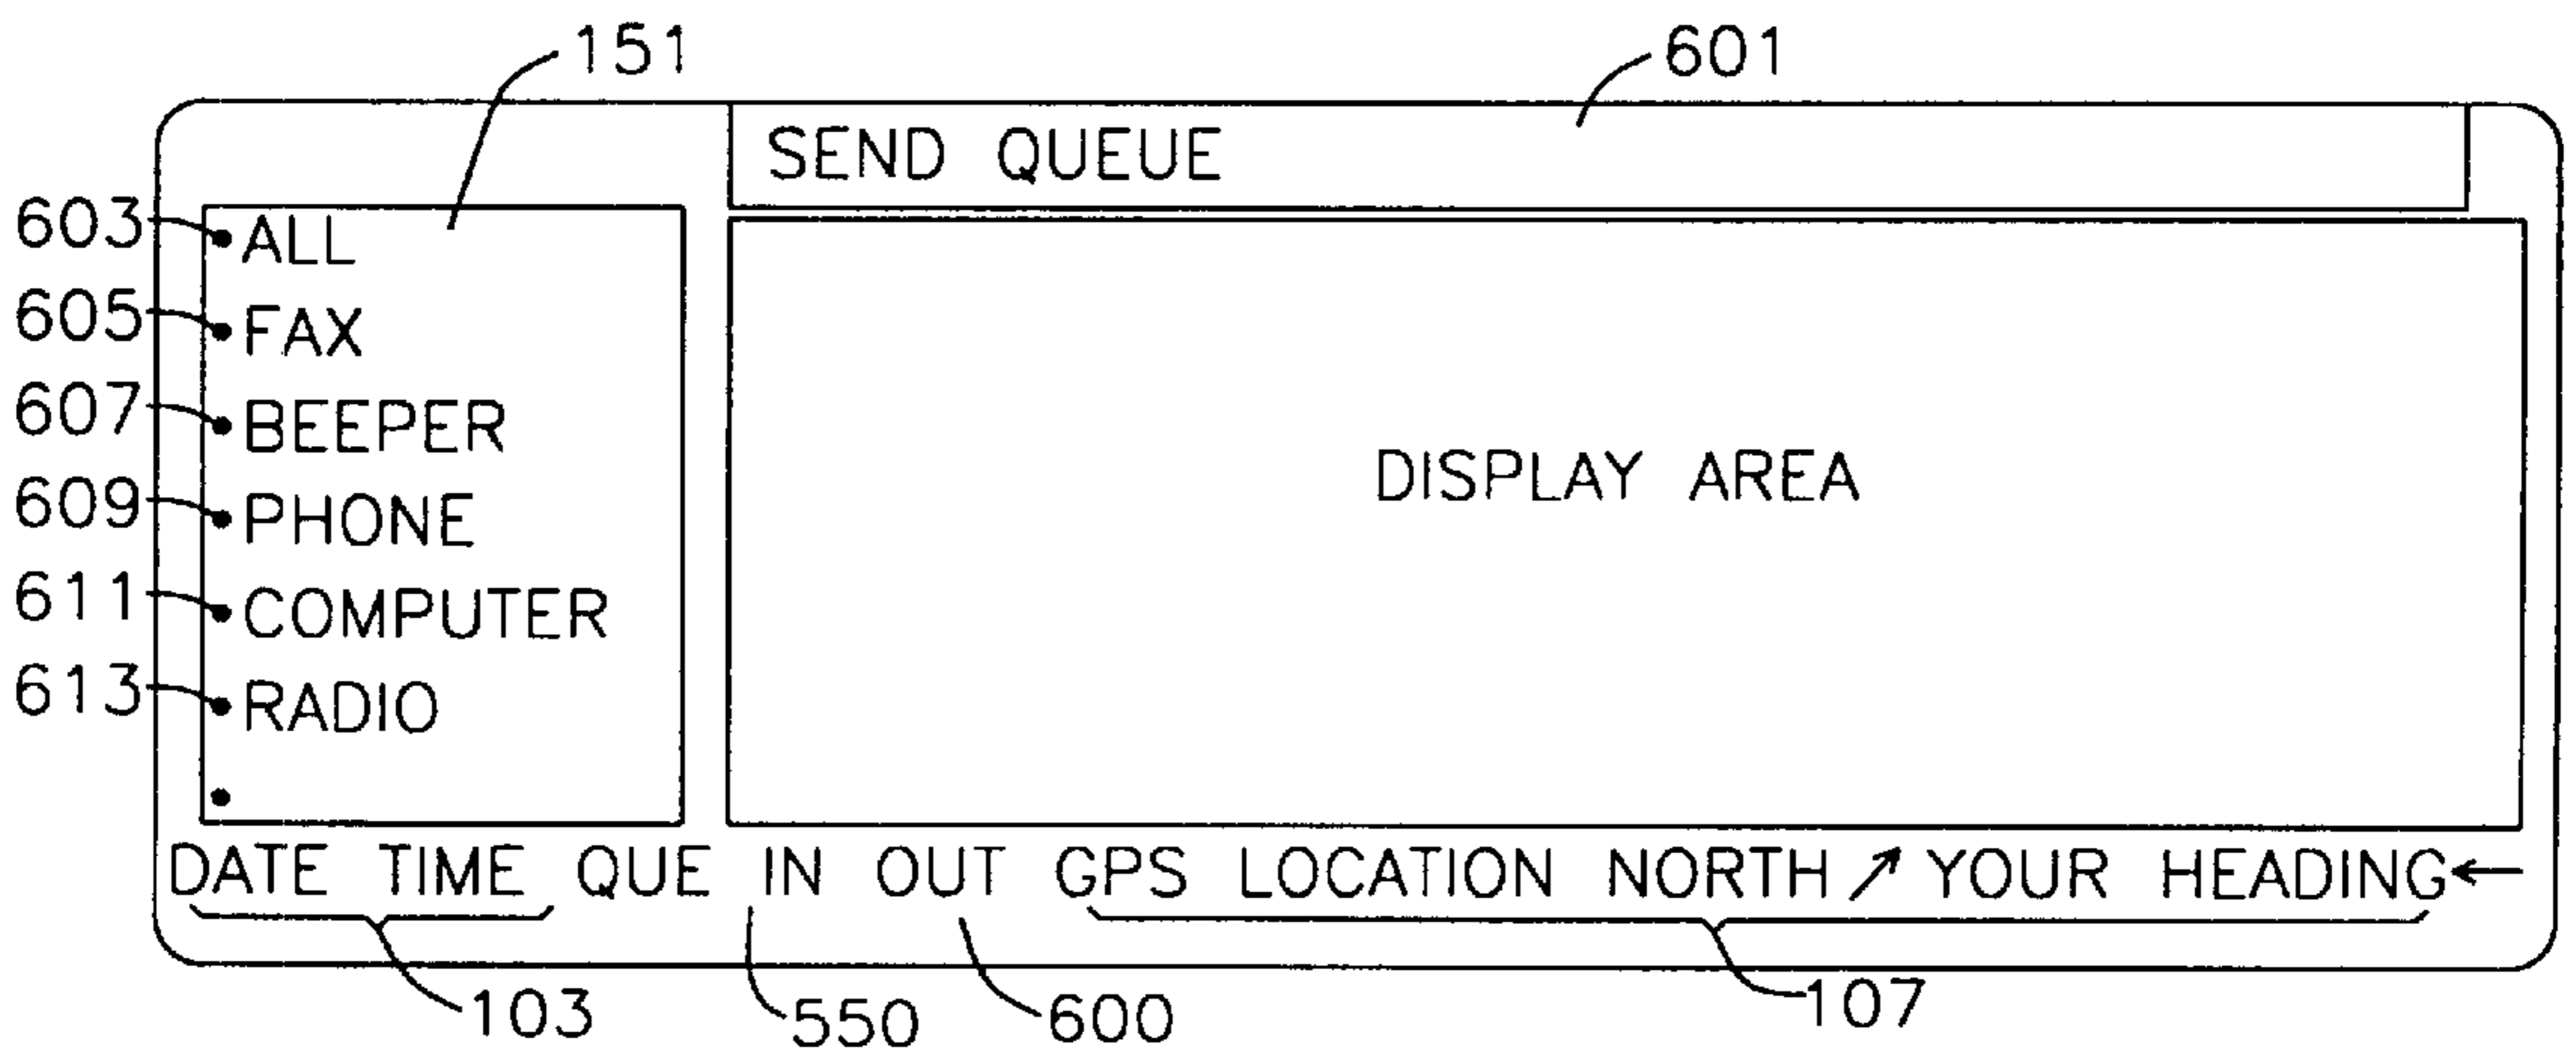 151 601
SEND QUEUE
603 ALL
605 FAX
607 BEEPER
609 PHONE
611 COMPUTER
613 RADIO
DISPLAY AREA
DATE TIME QUE IN OUT GPS LOCATION NORTH ↗ YOUR HEADING ←
103 550 600 107